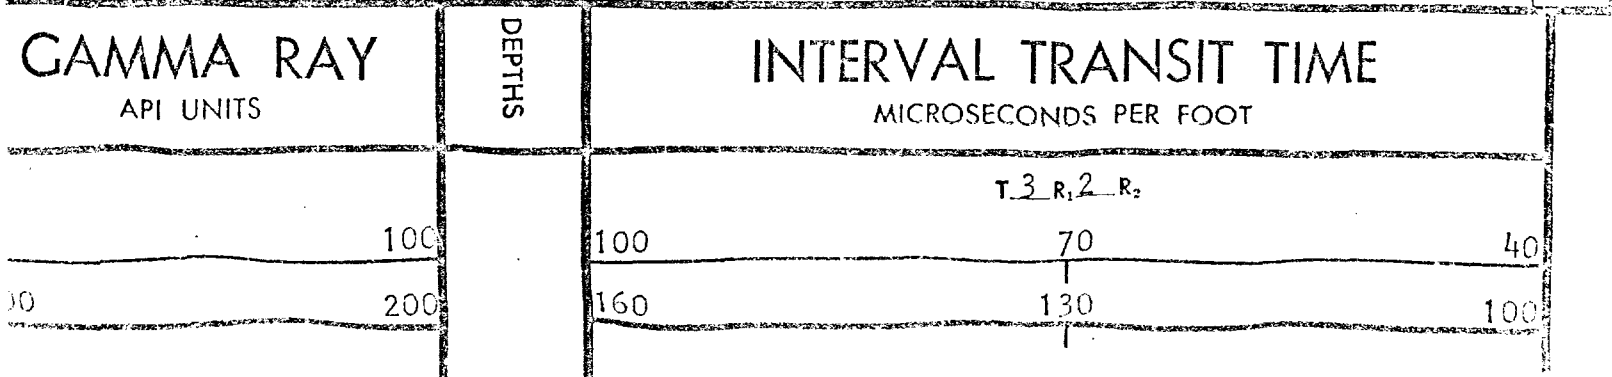 GAMMA RAY
API UNITS
DEPTHS
INTERVAL TRANSIT TIME
MICROSECONDS PER FOOT
T 3 R₁ 2 R₂
100
100 70 40
200
160 130 100